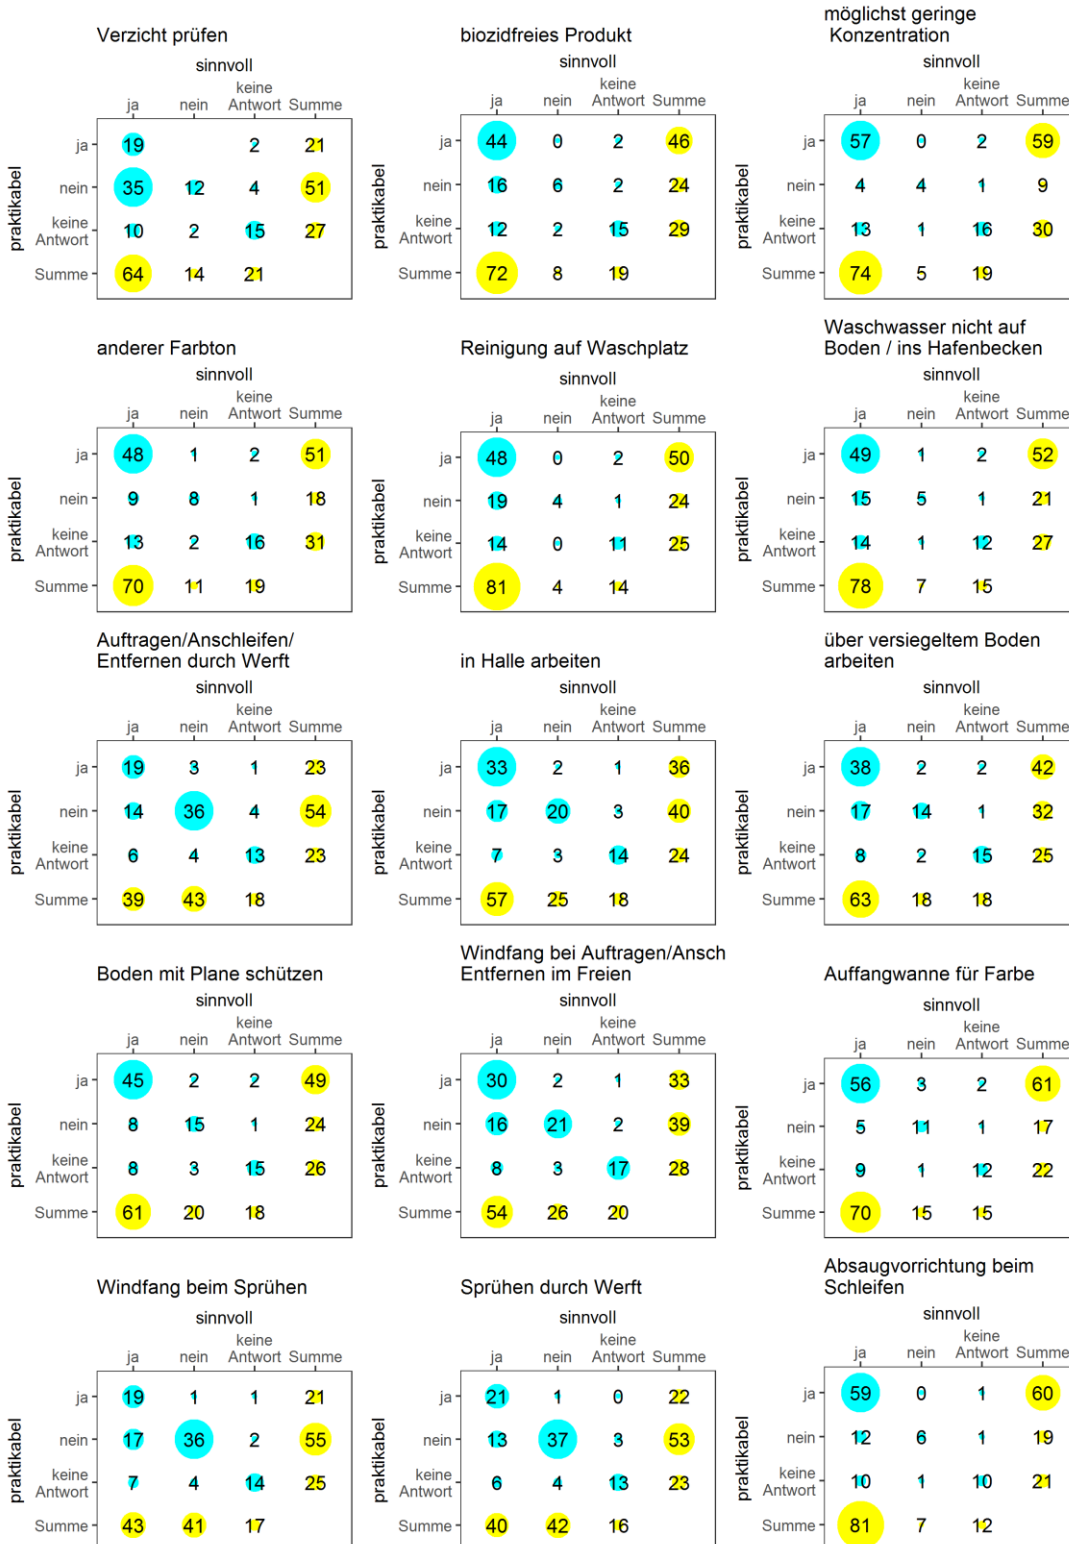 Verzicht prüfen
sinnvoll
keine
ja nein Antwort Summe
praktikabel
ja 19 2 21
nein 35 12 4 51
keine
Antwort 10 2 15 27
Summe 64 14 21
biozidfreies Produkt
sinnvoll
keine
ja nein Antwort Summe
praktikabel
ja 44 0 2 46
nein 16 6 2 24
keine
Antwort 12 2 15 29
Summe 72 8 19
möglichst geringe
Konzentration
sinnvoll
keine
ja nein Antwort Summe
praktikabel
ja 57 0 2 59
nein 4 4 1 9
keine
Antwort 13 1 16 30
Summe 74 5 19
anderer Farbton
sinnvoll
keine
ja nein Antwort Summe
praktikabel
ja 48 1 2 51
nein 9 8 1 18
keine
Antwort 13 2 16 31
Summe 70 11 19
Reinigung auf Waschplatz
sinnvoll
keine
ja nein Antwort Summe
praktikabel
ja 48 0 2 50
nein 19 4 1 24
keine
Antwort 14 0 11 25
Summe 81 4 14
Waschwasser nicht auf
Boden / ins Hafenbecken
sinnvoll
keine
ja nein Antwort Summe
praktikabel
ja 49 1 2 52
nein 15 5 1 21
keine
Antwort 14 1 12 27
Summe 78 7 15
Auftragen/Anschleifen/
Entfernen durch Werft
sinnvoll
keine
ja nein Antwort Summe
praktikabel
ja 19 3 1 23
nein 14 36 4 54
keine
Antwort 6 4 13 23
Summe 39 43 18
in Halle arbeiten
sinnvoll
keine
ja nein Antwort Summe
praktikabel
ja 33 2 1 36
nein 17 20 3 40
keine
Antwort 7 3 14 24
Summe 57 25 18
über versiegeltem Boden
arbeiten
sinnvoll
keine
ja nein Antwort Summe
praktikabel
ja 38 2 2 42
nein 17 14 1 32
keine
Antwort 8 2 15 25
Summe 63 18 18
Boden mit Plane schützen
sinnvoll
keine
ja nein Antwort Summe
praktikabel
ja 45 2 2 49
nein 8 15 1 24
keine
Antwort 8 3 15 26
Summe 61 20 18
Windfang bei Auftragen/Ansch
Entfernen im Freien
sinnvoll
keine
ja nein Antwort Summe
praktikabel
ja 30 2 1 33
nein 16 21 2 39
keine
Antwort 8 3 17 28
Summe 54 26 20
Auffangwanne für Farbe
sinnvoll
keine
ja nein Antwort Summe
praktikabel
ja 56 3 2 61
nein 5 11 1 17
keine
Antwort 9 1 12 22
Summe 70 15 15
Windfang beim Sprühen
sinnvoll
keine
ja nein Antwort Summe
praktikabel
ja 19 1 1 21
nein 17 36 2 55
keine
Antwort 7 4 14 25
Summe 43 41 17
Sprühen durch Werft
sinnvoll
keine
ja nein Antwort Summe
praktikabel
ja 21 1 0 22
nein 13 37 3 53
keine
Antwort 6 4 13 23
Summe 40 42 16
Absaugvorrichtung beim
Schleifen
sinnvoll
keine
ja nein Antwort Summe
praktikabel
ja 59 0 1 60
nein 12 6 1 19
keine
Antwort 10 1 10 21
Summe 81 7 12